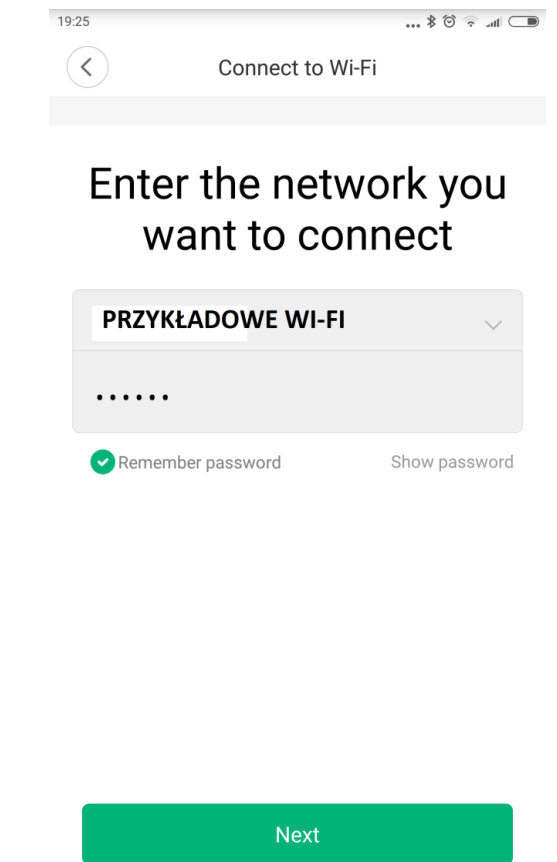 19:25
Connect to Wi-Fi
Enter the network you
want to connect
PRZYKŁADOWE WI-FI
••••••
Remember password Show password
Next